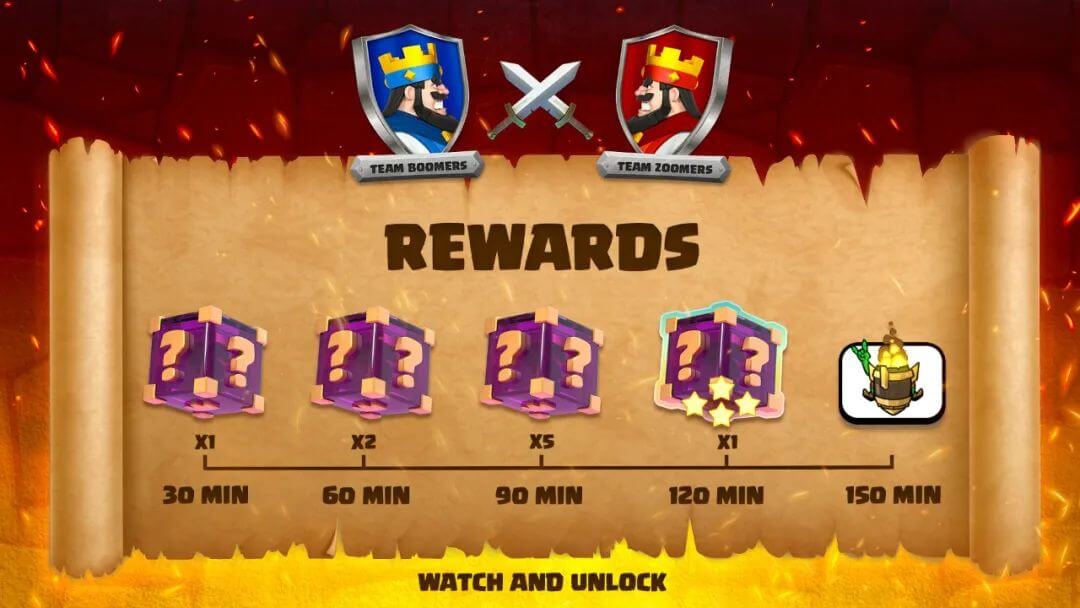 TEAM BOOMERS
TEAM ZOOMERS
REWARDS
? ? ? ? ? ? ? ?
X1 X2 X5 X1
30 MIN 60 MIN 90 MIN 120 MIN 150 MIN
WATCH AND UNLOCK